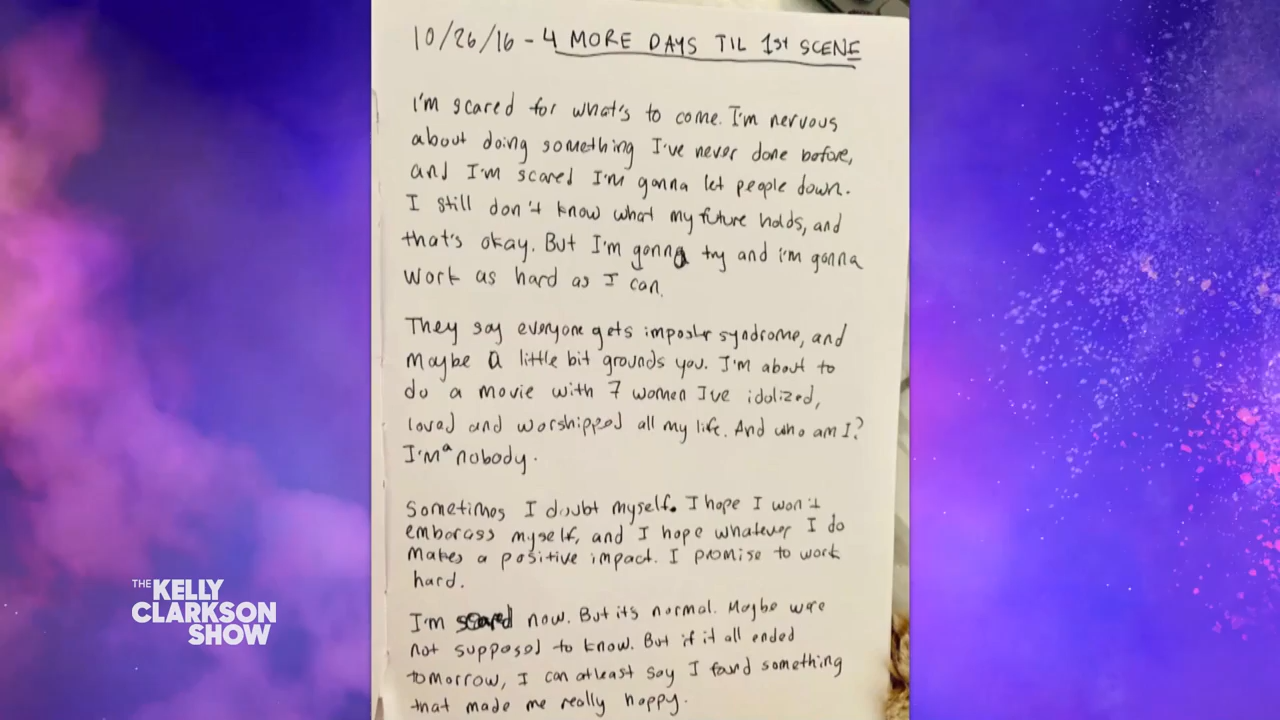 10/26/16 - 4 MORE DAYS TIL 1st SCENE
I'm scared for what's to come. I'm nervous
about doing something I've never done before,
and I'm scared I'm gonna let people down.
I still don't know what my future holds, and
that's okay. But I'm gonna try and i'm gonna
work as hard as I can.
They say everyone gets imposter syndrome, and
maybe a little bit grounds you. I'm about to
do a movie with 7 women I've idolized,
loved and worshipped all my life. And who am I?
I'm a nobody.
Sometimes I doubt myself. I hope I won't
embarass myself, and I hope whatever I do
makes a positive impact. I promise to work
hard.
I'm scared now. But its normal. Maybe were
not supposed to know. But if it all ended
tomorrow, I can atleast say I found something
that made me really happy.
THE
KELLY
CLARKSON
SHOW